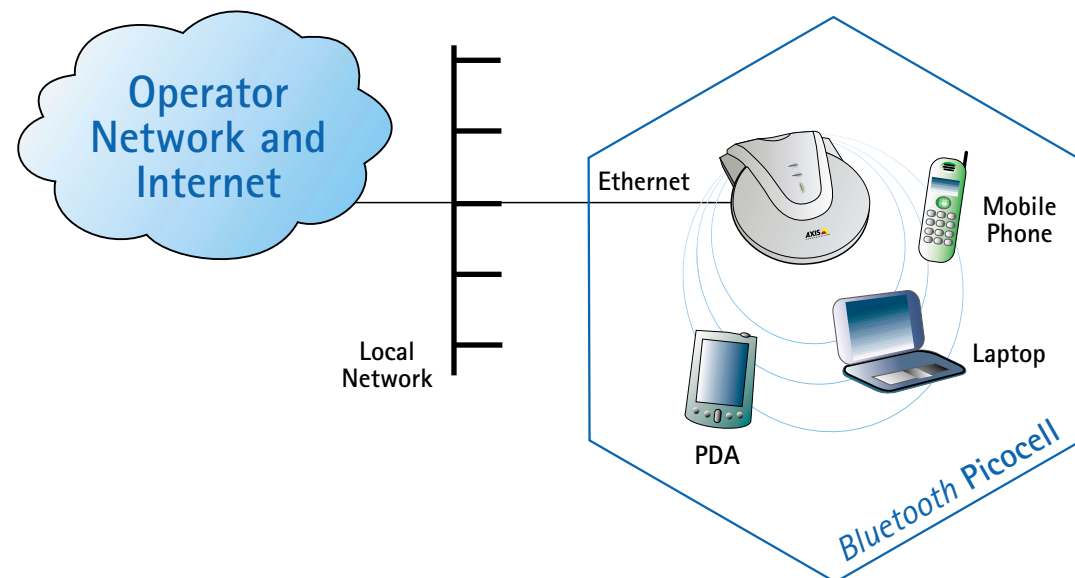 Operator
Network and
Internet
Ethernet
AXIS
Mobile
Phone
Local
Network
Laptop
PDA
Bluetooth Picocell